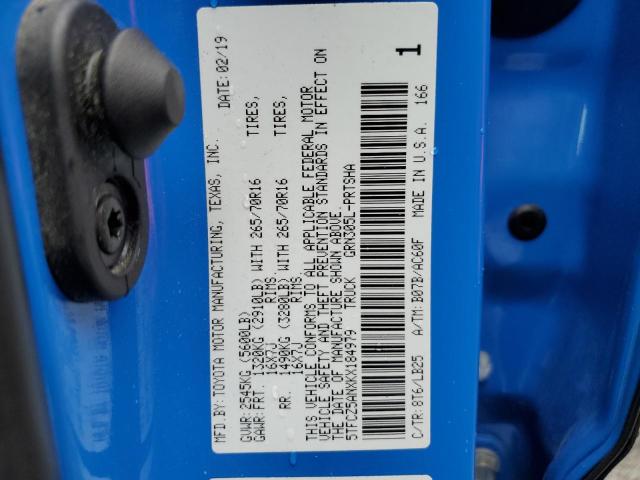 MFD.BY: TOYOTA MOTOR MANUFACTURING, TEXAS, INC. DATE: 02/19
GVWR: 2545KG (5600LB)
GAWR: FRT. 1320KG (2910LB) WITH 265/70R16 TIRES,
16X7J RIMS.
RR. 1490KG (3280LB) WITH 265/70R16 TIRES,
16X7J RIMS.
THIS VEHICLE CONFORMS TO ALL APPLICABLE FEDERAL MOTOR
VEHICLE SAFETY AND THEFT PREVENTION STANDARDS IN EFFECT ON
THE DATE OF MANUFACTURE SHOWN ABOVE.
5TFCZ5ANXKX184979 TRUCK GRN305L-PRTSHA
1
C/TR: 8T6/LB25 A/TM: B07B/AC60F MADE IN U.S.A. 166